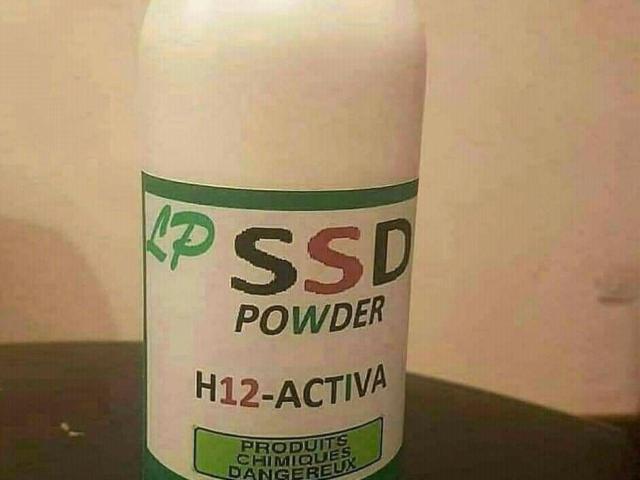 LP SSD
POWDER
H12-ACTIVA
PRODUITS
CHIMIQUES
DANGEREUX